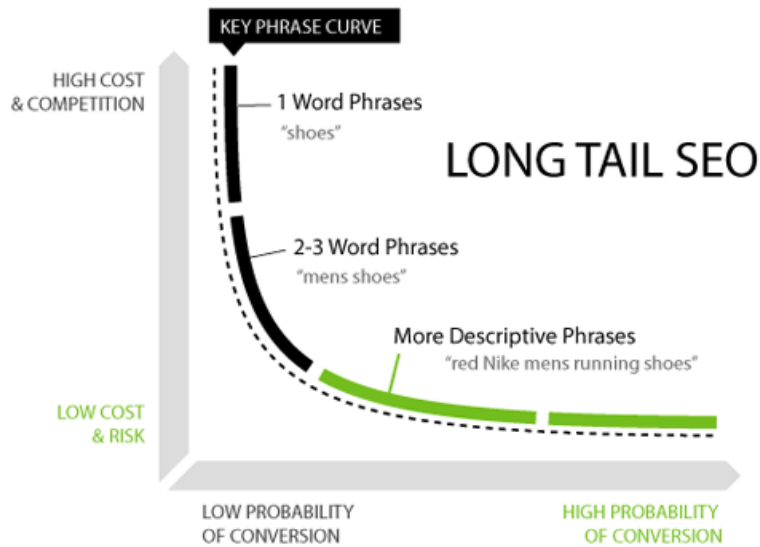 KEY PHRASE CURVE
HIGH COST
& COMPETITION
1 Word Phrases
“shoes”
LONG TAIL SEO
2-3 Word Phrases
“mens shoes”
More Descriptive Phrases
“red Nike mens running shoes”
LOW COST
& RISK
LOW PROBABILITY
OF CONVERSION
HIGH PROBABILITY
OF CONVERSION